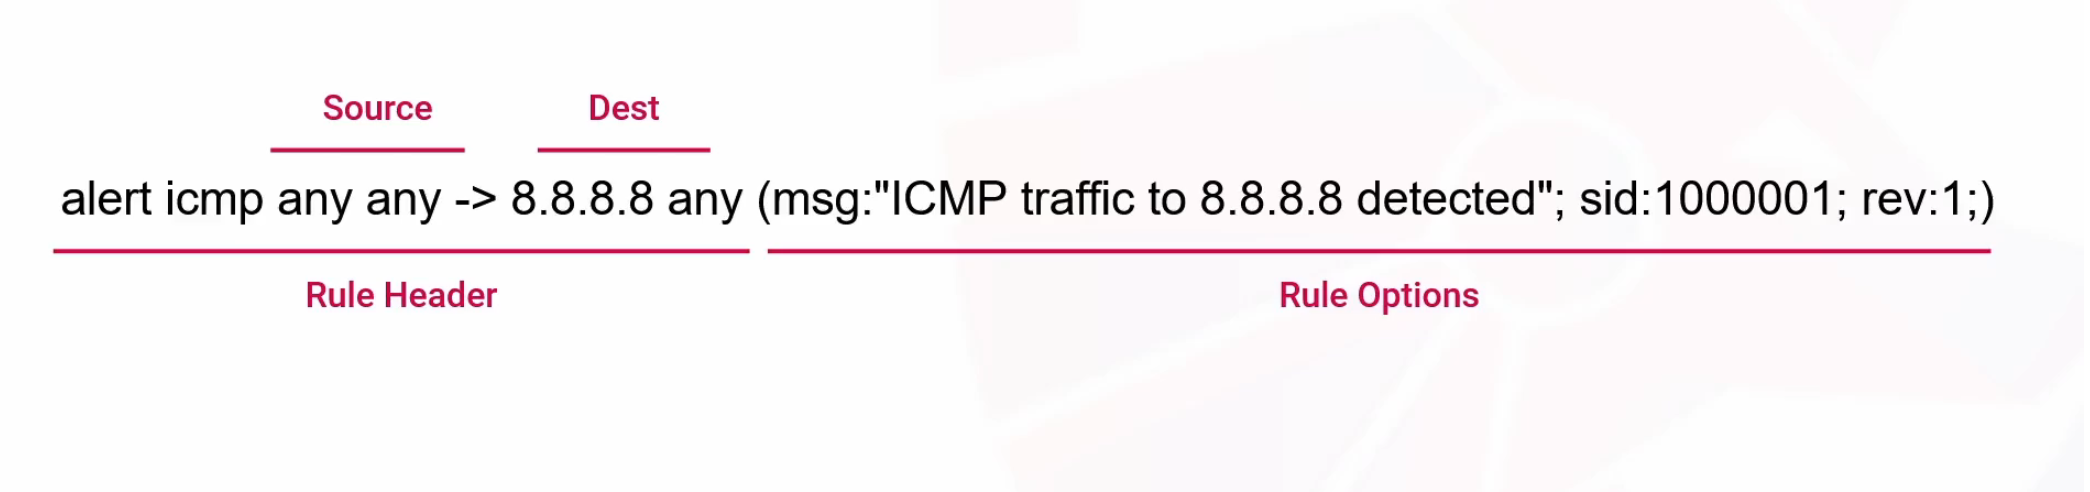 Source Dest
alert icmp any any -> 8.8.8.8 any (msg:"ICMP traffic to 8.8.8.8 detected"; sid:1000001; rev:1;)
Rule Header Rule Options